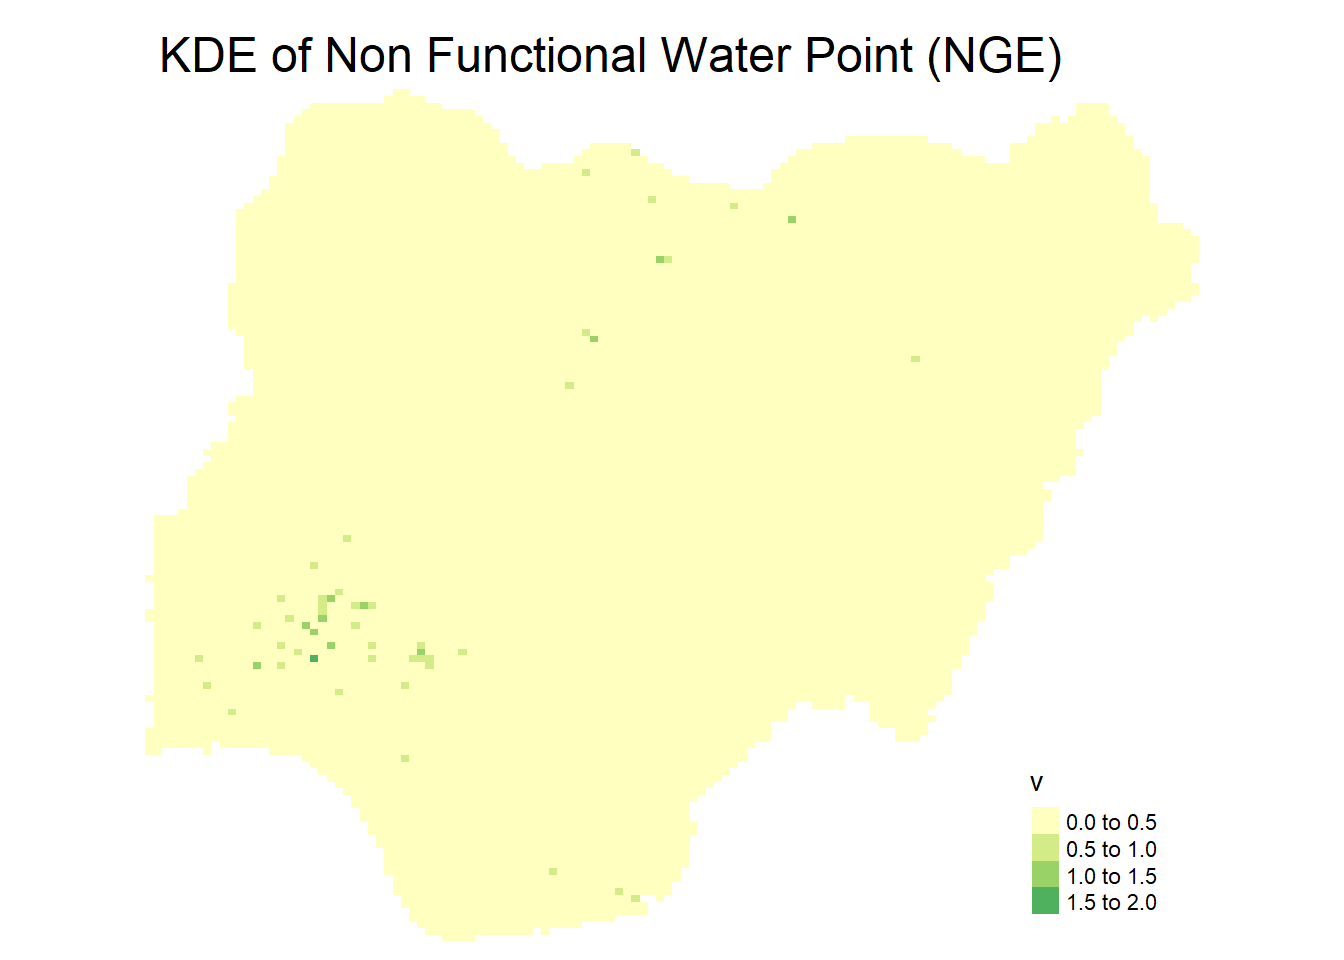 KDE of Non Functional Water Point (NGE)
v
0.0 to 0.5
0.5 to 1.0
1.0 to 1.5
1.5 to 2.0